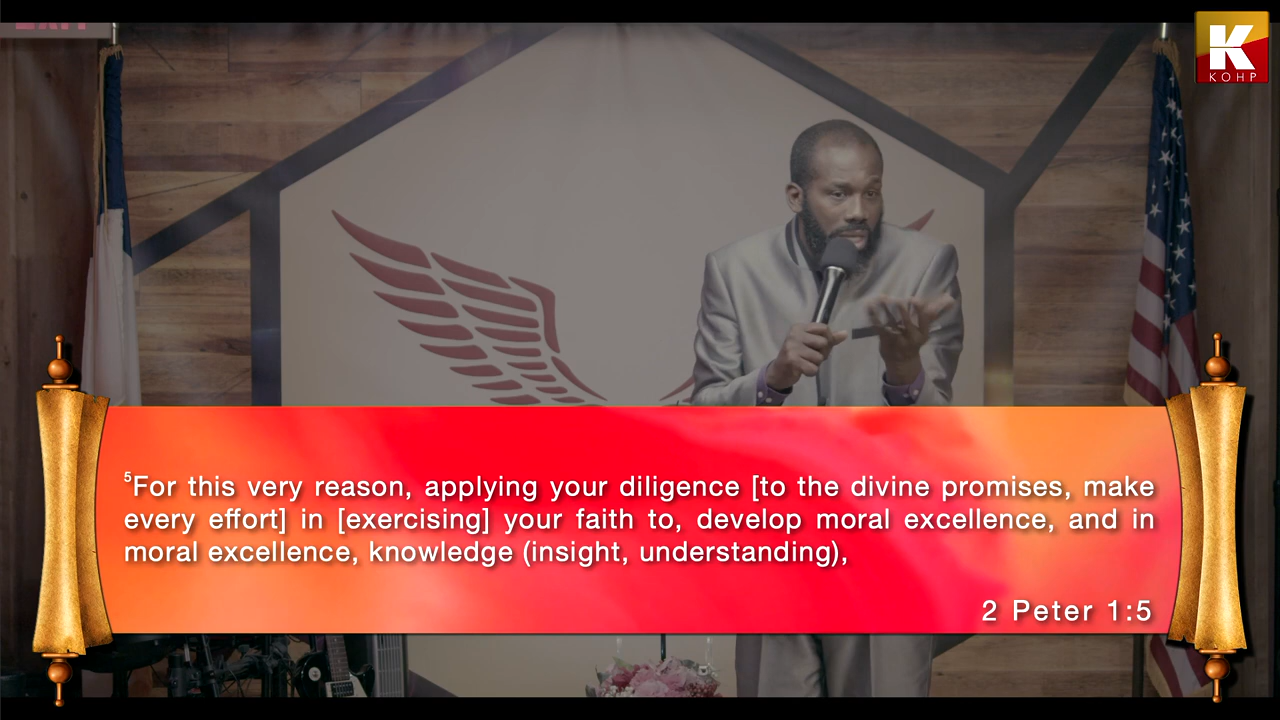 EXIT
K
KOHP
⁵For this very reason, applying your diligence [to the divine promises, make
every effort] in [exercising] your faith to, develop moral excellence, and in
moral excellence, knowledge (insight, understanding),
2 Peter 1:5